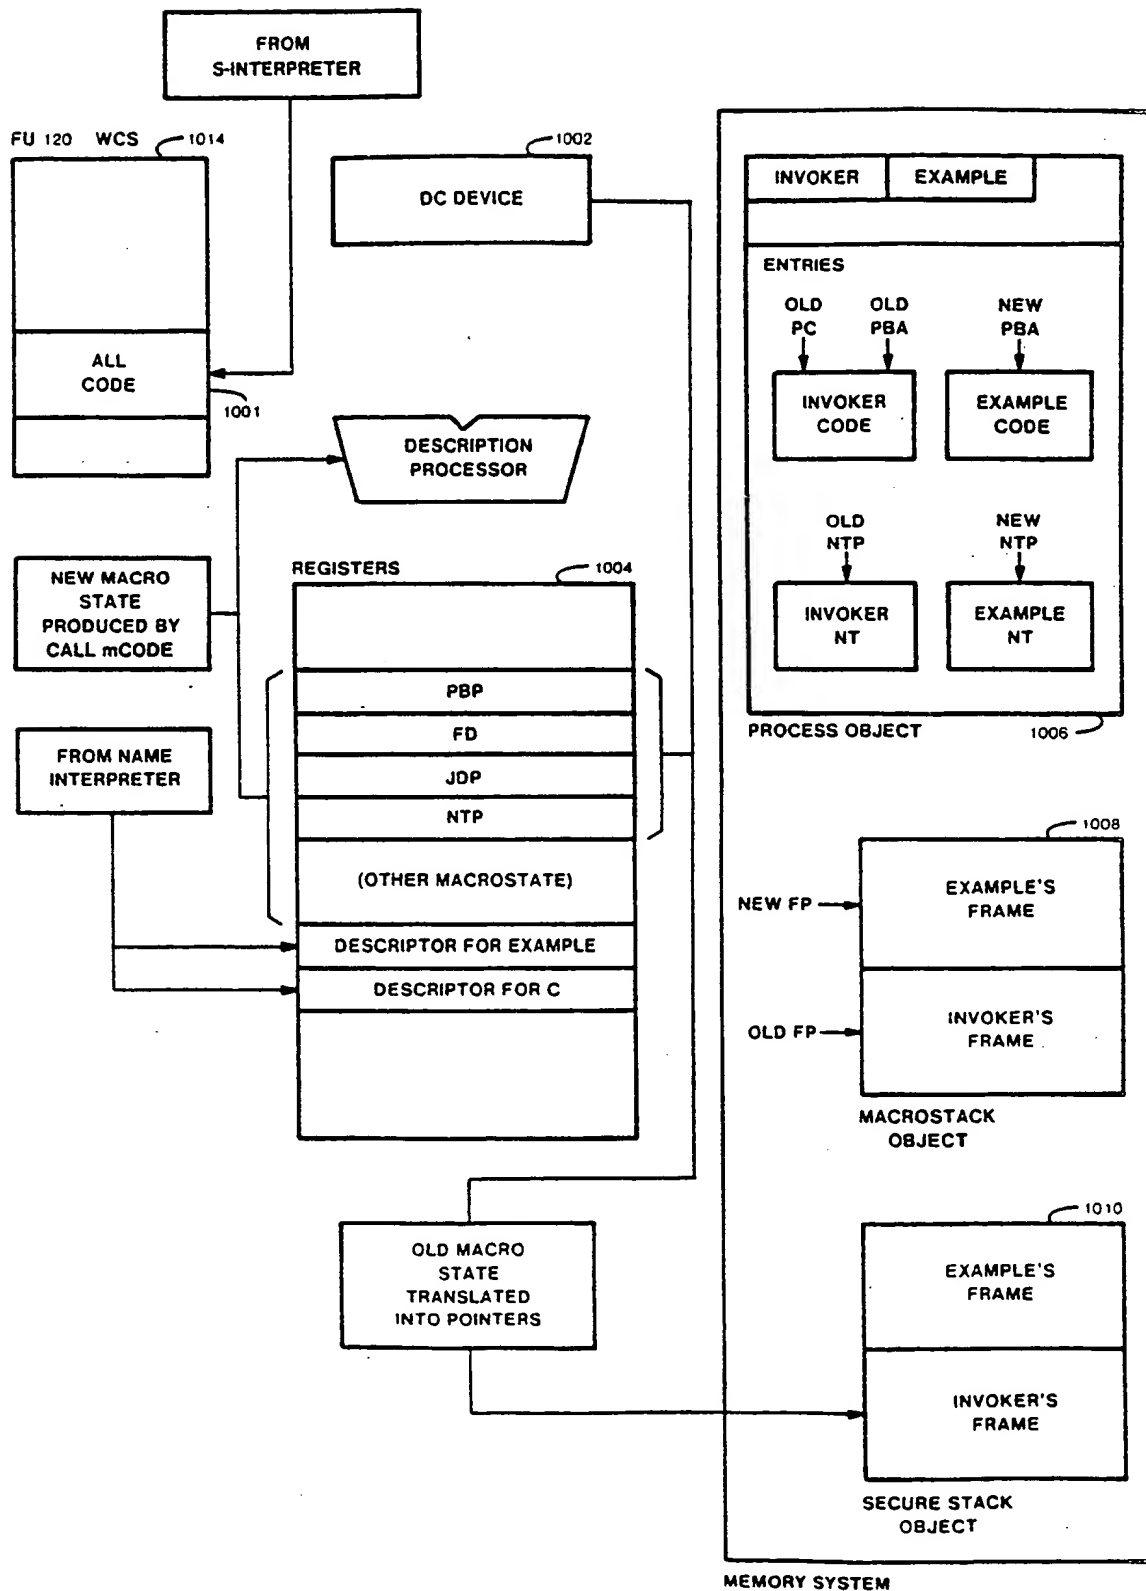 FROM
S-INTERPRETER
FU 120 WCS
1014
1002
DC DEVICE
INVOKER
EXAMPLE
ENTRIES
OLD
PC
OLD
PBA
NEW
PBA
ALL
CODE
1001
INVOKER
CODE
EXAMPLE
CODE
DESCRIPTION
PROCESSOR
OLD
NTP
NEW
NTP
NEW MACRO
STATE
PRODUCED BY
CALL mCODE
REGISTERS
1004
INVOKER
NT
EXAMPLE
NT
PBP
FD
JDP
NTP
(OTHER MACROSTATE)
DESCRIPTOR FOR EXAMPLE
DESCRIPTOR FOR C
PROCESS OBJECT
1006
FROM NAME
INTERPRETER
1008
NEW FP
EXAMPLE'S
FRAME
OLD FP
INVOKER'S
FRAME
MACROSTACK
OBJECT
1010
OLD MACRO
STATE
TRANSLATED
INTO POINTERS
EXAMPLE'S
FRAME
INVOKER'S
FRAME
SECURE STACK
OBJECT
MEMORY SYSTEM